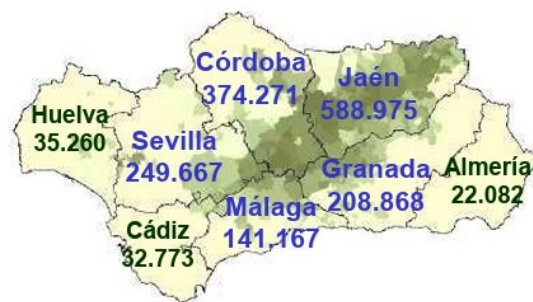 Córdoba
374.271
Jaén
588.975
Huelva
35.260
Sevilla
249.667
Granada
208.868
Almería
22.082
Málaga
141.167
Cádiz
32.773